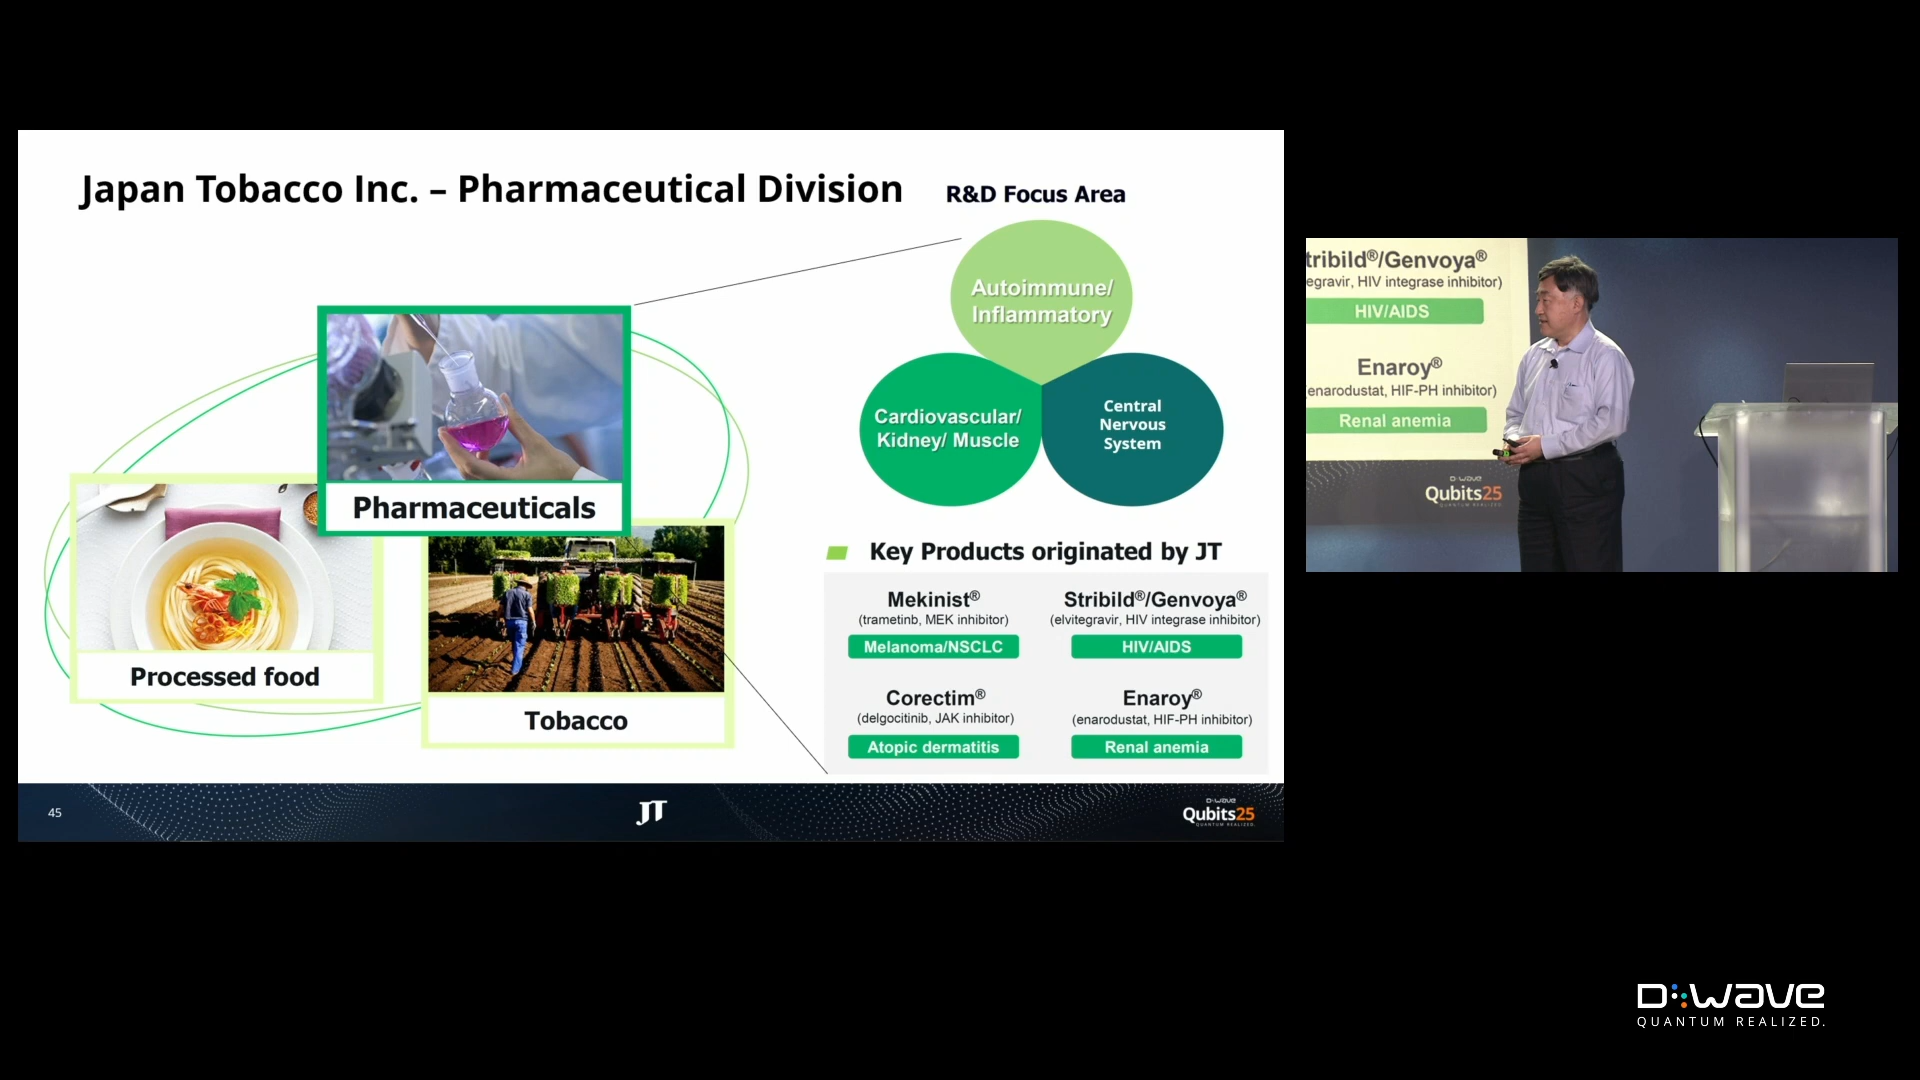 Japan Tobacco Inc. – Pharmaceutical Division
R&D Focus Area
Autoimmune/
Inflammatory
Cardiovascular/
Kidney/ Muscle
Central
Nervous
System
Pharmaceuticals
Processed food
Tobacco
Key Products originated by JT
Mekinist®
(trametinb, MEK inhibitor)
Melanoma/NSCLC
Stribild®/Genvoya®
(elvitegravir, HIV integrase inhibitor)
HIV/AIDS
Corectim®
(delgocitinib, JAK inhibitor)
Atopic dermatitis
Enaroy®
(enarodustat, HIF-PH inhibitor)
Renal anemia
45
JT
D:wave
Qubits25
QUANTUM REALIZED.
tribild®/Genvoya®
egravir, HIV integrase inhibitor)
HIV/AIDS
Enaroy®
enarodustat, HIF-PH inhibitor)
Renal anemia
D:wave
Qubits25
QUANTUM REALIZED
D:wave
QUANTUM REALIZED.